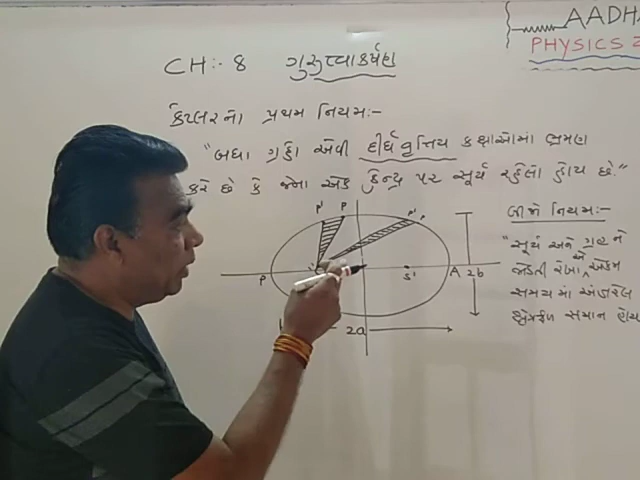 AADHA
PHYSICS Z
CH:- 8 ગુરુત્વાકર્ષણ
કેપ્લરનો પ્રથમ નિયમ:-
"બધા ગ્રહો એવી દીર્ઘવૃત્તિય કક્ષાઓમાં ભ્રમણ
કરે છે કે જેના એક કેન્દ્ર પર સૂર્ય રહેલો હોય છે."
બીજો નિયમ:-
"સૂર્ય અને ગ્રહ ને
જોડતી રેખા એ એકસમ
સમયમાં આંતરેલ
ક્ષેત્રફળ સમાન હોય
P' P
P A 2b
S'
2a